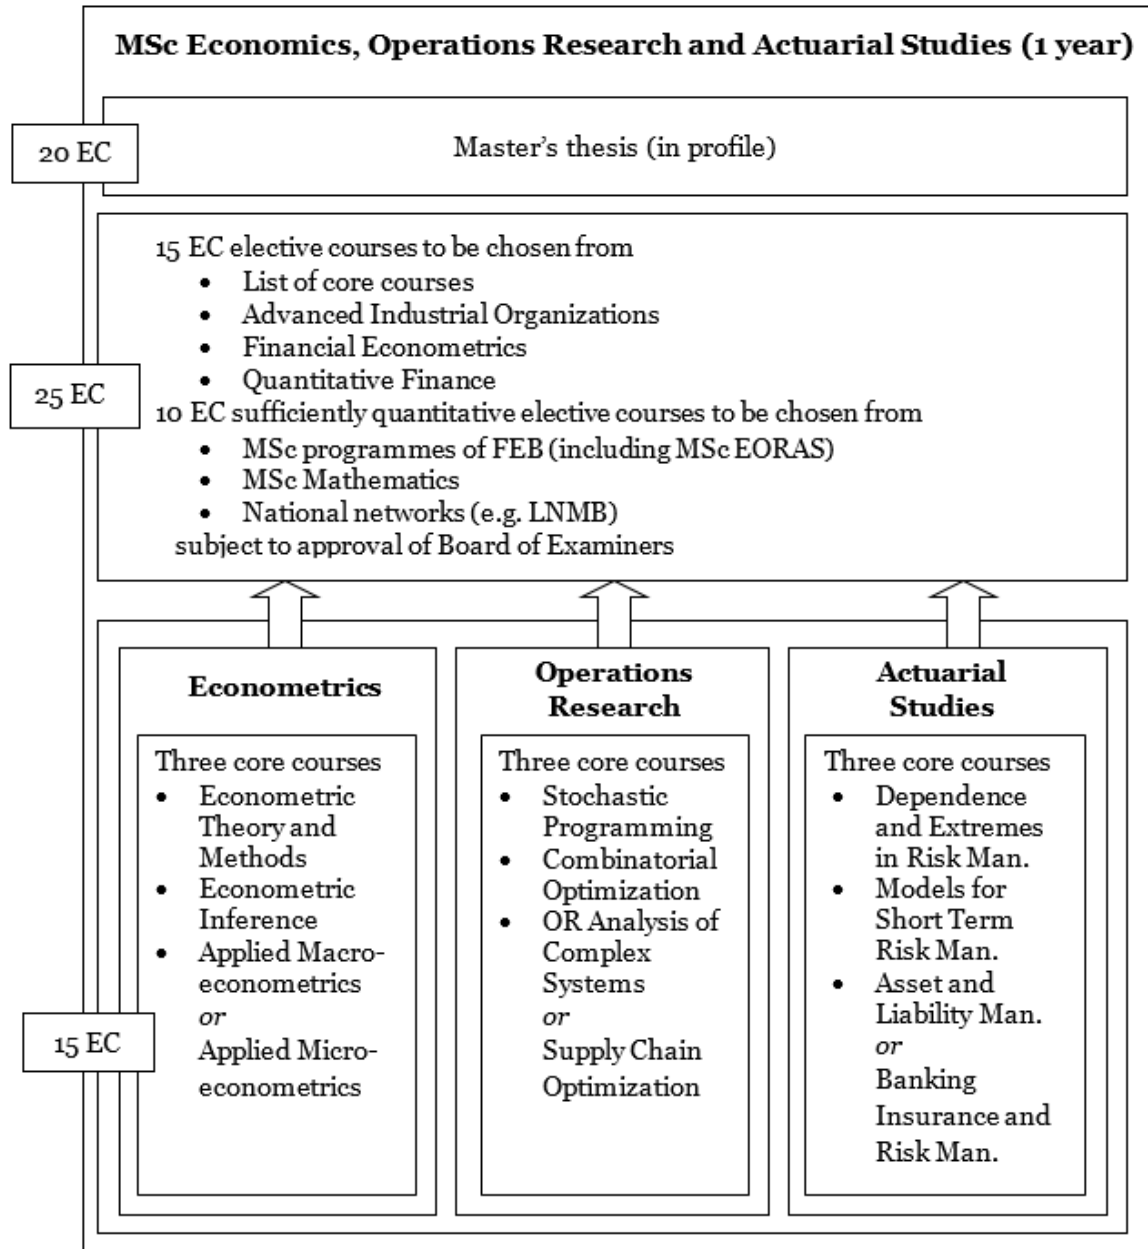 MSc Economics, Operations Research and Actuarial Studies (1 year)
20 EC
Master's thesis (in profile)
25 EC
15 EC elective courses to be chosen from
• List of core courses
• Advanced Industrial Organizations
• Financial Econometrics
• Quantitative Finance
10 EC sufficiently quantitative elective courses to be chosen from
• MSc programmes of FEB (including MSc EORAS)
• MSc Mathematics
• National networks (e.g. LNMB)
subject to approval of Board of Examiners
15 EC
Econometrics
Three core courses
• Econometric
Theory and
Methods
• Econometric
Inference
• Applied Macro-
econometrics
or
Applied Micro-
econometrics
Operations
Research
Three core courses
• Stochastic
Programming
• Combinatorial
Optimization
• OR Analysis of
Complex
Systems
or
Supply Chain
Optimization
Actuarial
Studies
Three core courses
• Dependence
and Extremes
in Risk Man.
• Models for
Short Term
Risk Man.
• Asset and
Liability Man.
or
Banking
Insurance and
Risk Man.